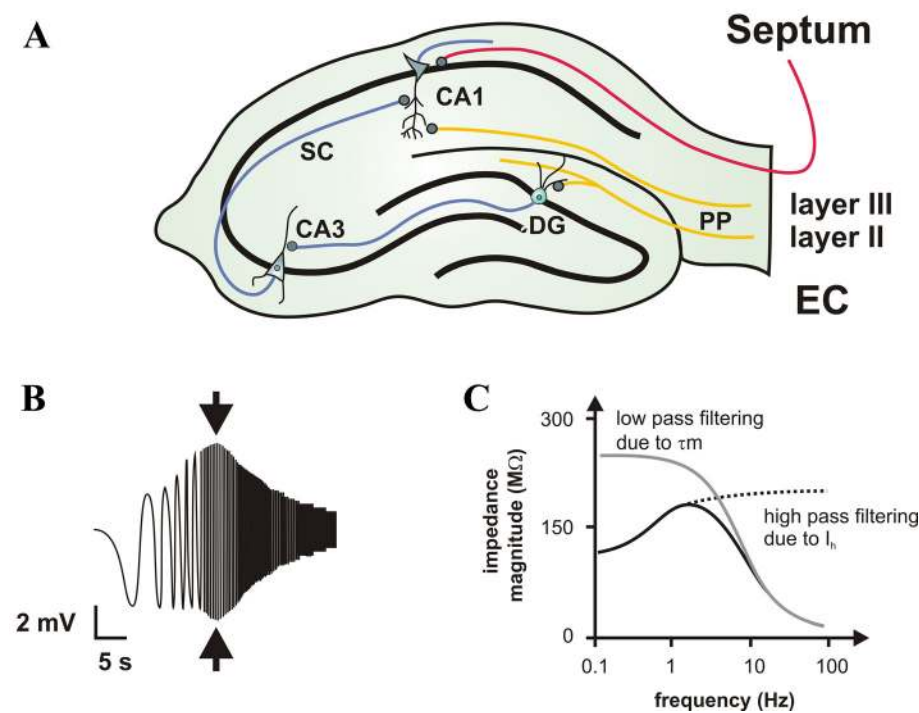 A
Septum
CA1
SC
CA3
DG
PP
layer III
layer II
EC
B
2 mV
5 s
C
300
150
0
impedance
magnitude (MΩ)
low pass filtering
due to τm
high pass filtering
due to Ih
0.1 1 10 100
frequency (Hz)